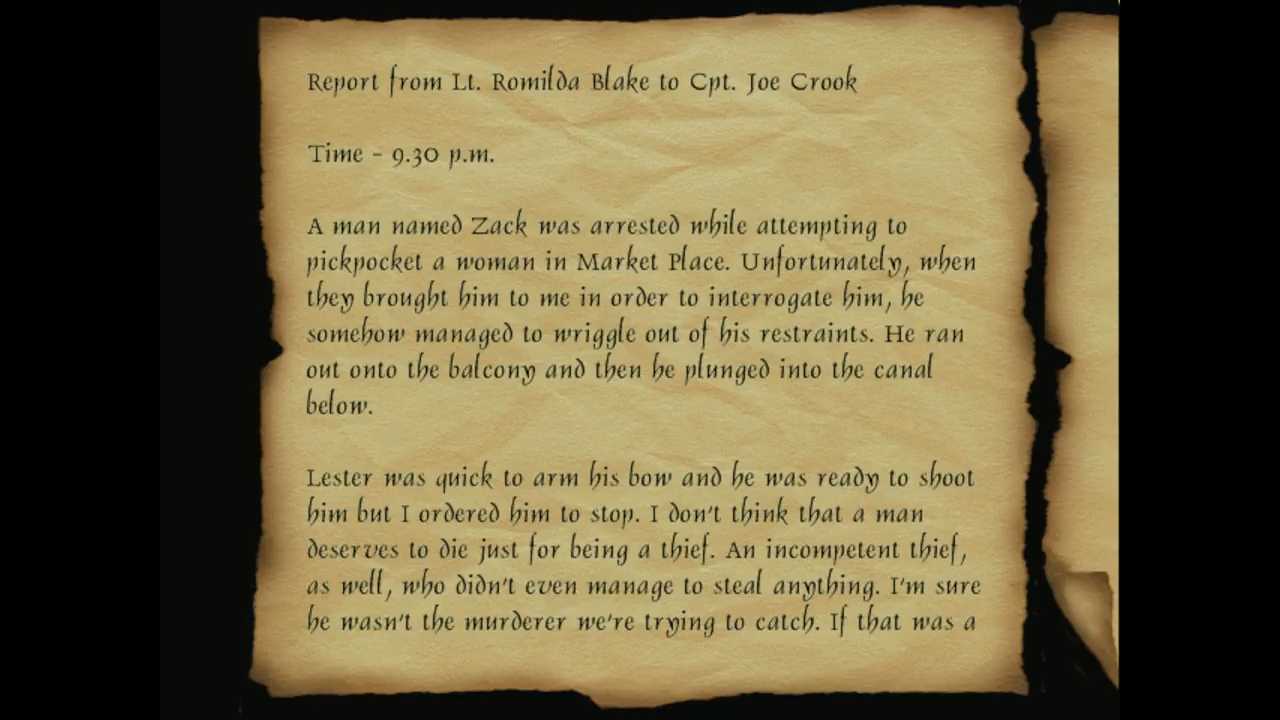 Report from Lt. Romilda Blake to Cpt. Joe Crook
Time - 9.30 p.m.
A man named Zack was arrested while attempting to
pickpocket a woman in Market Place. Unfortunately, when
they brought him to me in order to interrogate him, he
somehow managed to wriggle out of his restraints. He ran
out onto the balcony and then he plunged into the canal
below.
Lester was quick to arm his bow and he was ready to shoot
him but I ordered him to stop. I don't think that a man
deserves to die just for being a thief. An incompetent thief,
as well, who didn't even manage to steal anything. I'm sure
he wasn't the murderer we're trying to catch. If that was a